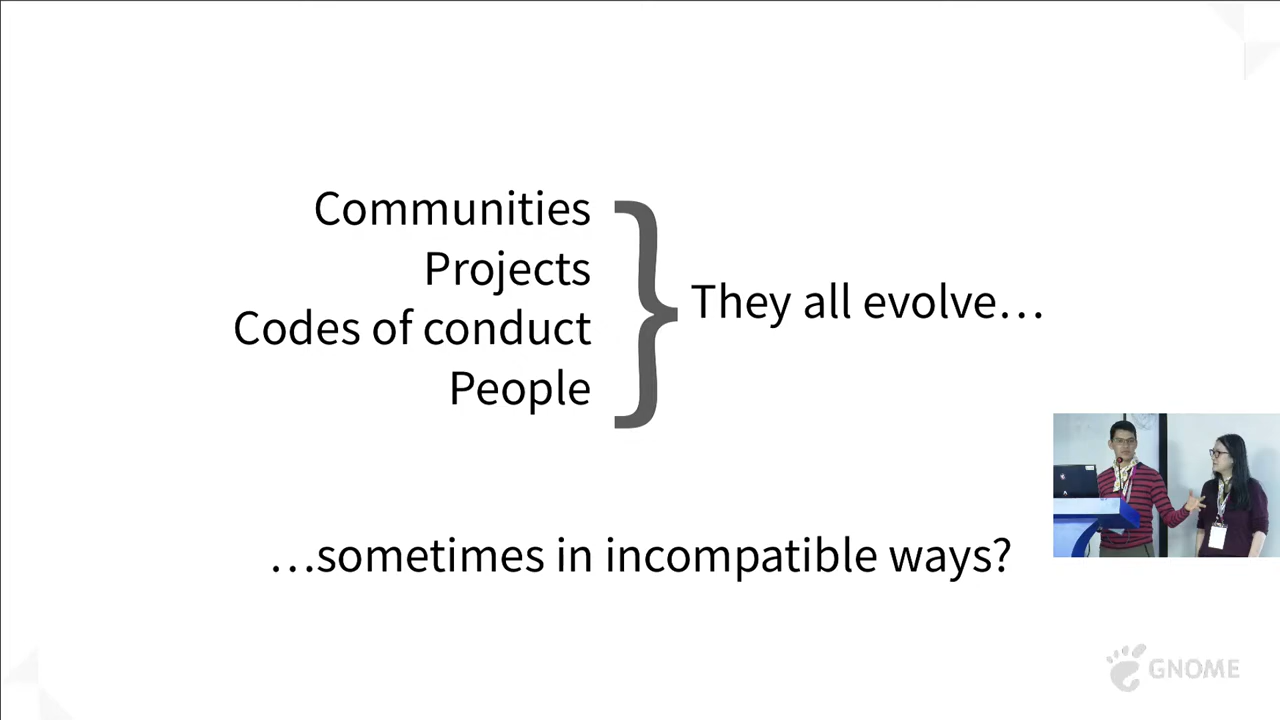 Communities
Projects
Codes of conduct
People
They all evolve…
…sometimes in incompatible ways?
GNOME